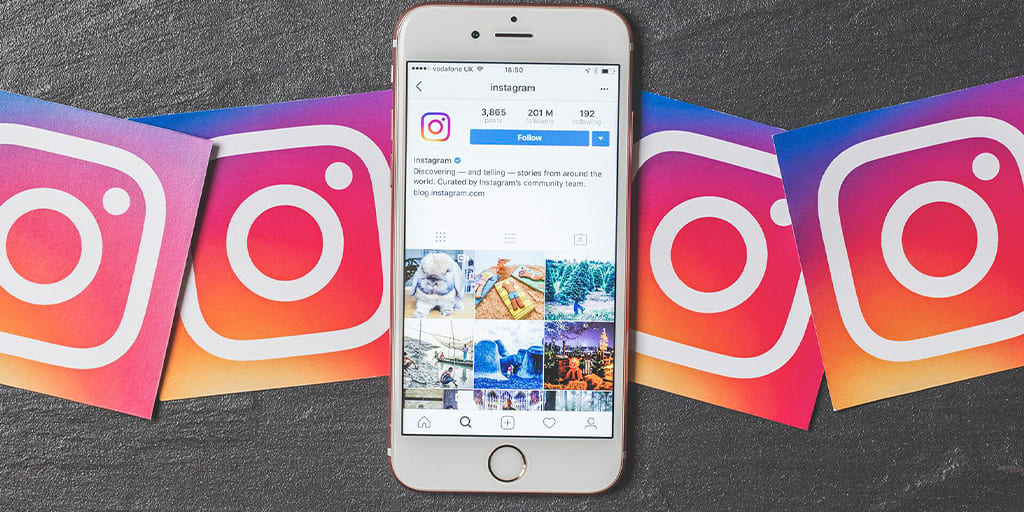 vodafone UK 18:50
instagram
3,865 201 M 192
posts followers following
Follow
Instagram
Discovering — and telling — stories from around the
world. Curated by Instagram's community team.
blog.instagram.com